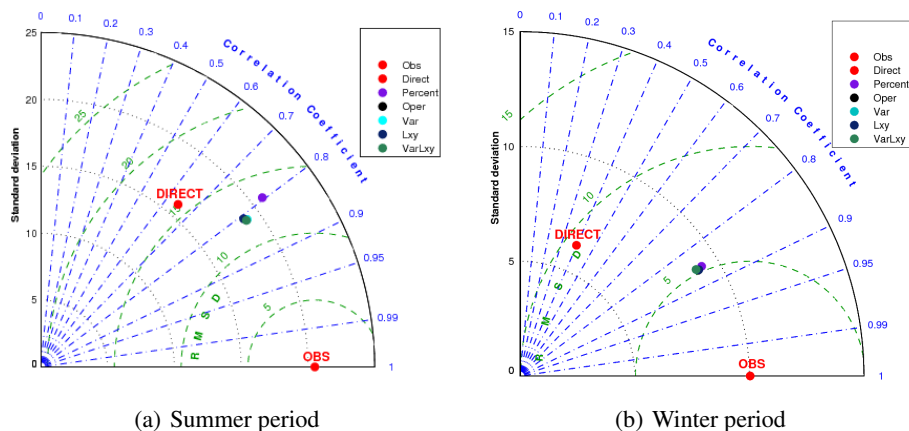 25
20
15
10
5
0
Standard deviation
0
0.1
0.2
0.3
0.4
0.5
0.6
0.7
0.8
0.9
0.95
0.99
1
Correlation Coefficient
25
20
15
10
5
RMSD
DIRECT
OBS
Obs
Direct
Percent
Oper
Var
Lxy
VarLxy
(a) Summer period
15
10
5
0
Standard deviation
0
0.1
0.2
0.3
0.4
0.5
0.6
0.7
0.8
0.9
0.95
0.99
1
Correlation Coefficient
15
10
5
RMSD
DIRECT
OBS
Obs
Direct
Percent
Oper
Var
Lxy
VarLxy
(b) Winter period